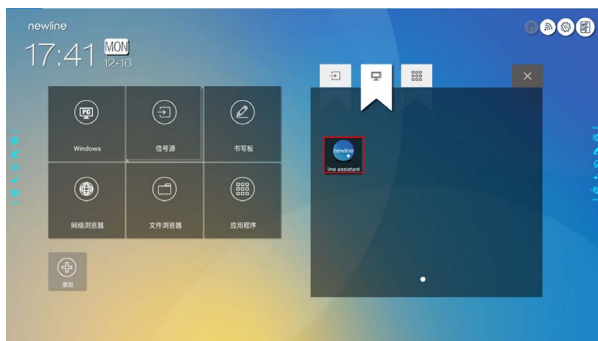 newline
17:41 MON
12-16
Windows
信号源
书写板
网络浏览器
文件浏览器
应用程序
添加
newline
line assistant